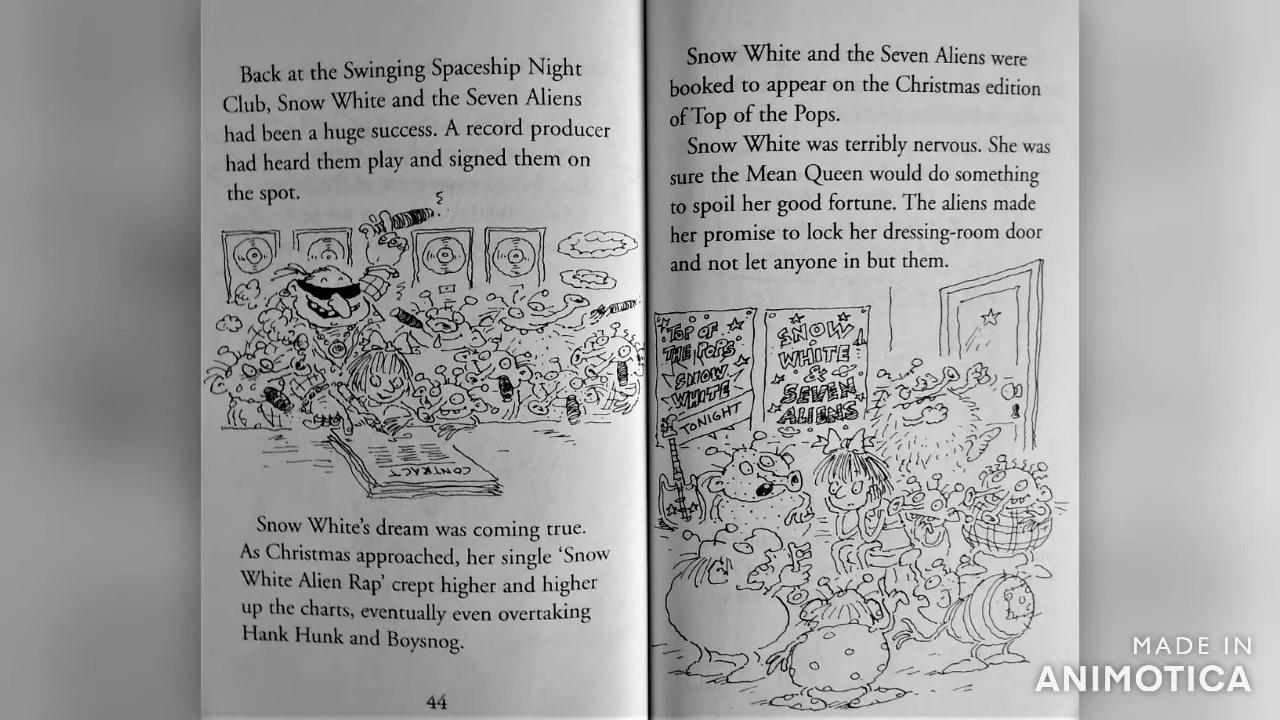 Back at the Swinging Spaceship Night
Club, Snow White and the Seven Aliens
had been a huge success. A record producer
had heard them play and signed them on
the spot.
CONTRACT
Snow White's dream was coming true.
As Christmas approached, her single ‘Snow
White Alien Rap’ crept higher and higher
up the charts, eventually even overtaking
Hank Hunk and Boysnog.
44
Snow White and the Seven Aliens were
booked to appear on the Christmas edition
of Top of the Pops.
Snow White was terribly nervous. She was
sure the Mean Queen would do something
to spoil her good fortune. The aliens made
her promise to lock her dressing-room door
and not let anyone in but them.
TOP OF
THE POPS
SNOW
WHITE
TONIGHT
SNOW
WHITE
&
SEVEN
ALIENS
MADE IN
ANIMOTICA